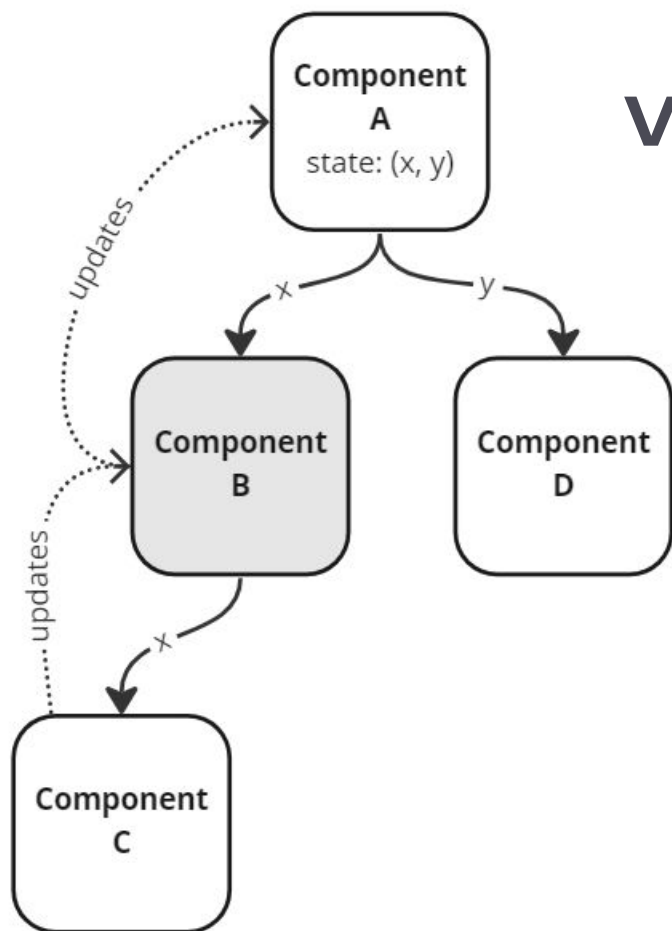 Component
A
state: (x, y)
V
updates
x
y
Component
B
Component
D
updates
x
Component
C